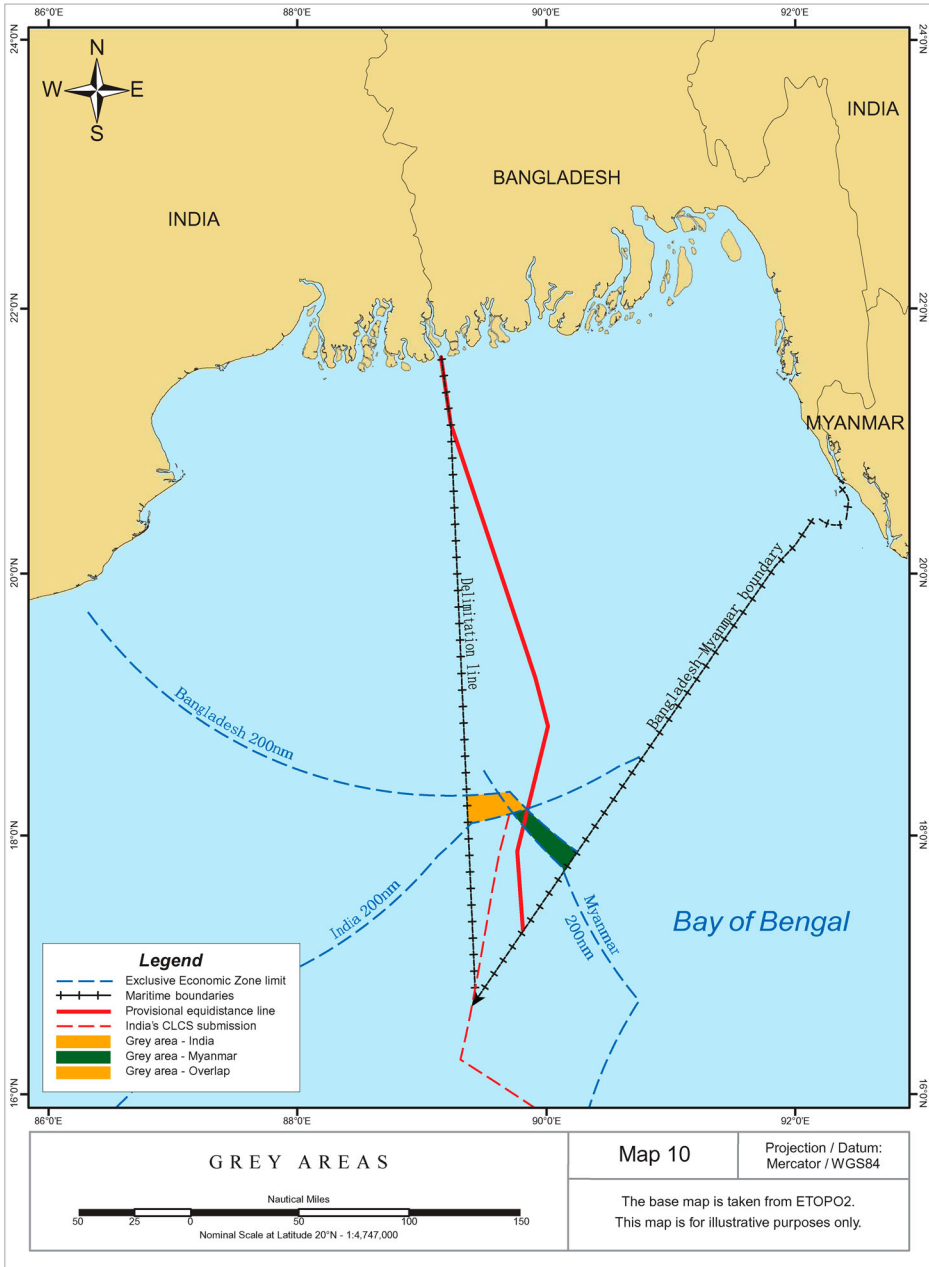 86°0'E
88°0'E
90°0'E
92°0'E
24°0'N
24°0'N
N
W
E
S
INDIA
BANGLADESH
INDIA
22°0'N
22°0'N
MYANMAR
20°0'N
20°0'N
Delimitation line
Bangladesh-Myanmar boundary
Bangladesh 200nm
18°0'N
18°0'N
India 200nm
Myanmar
200nm
Bay of Bengal
Legend
Exclusive Economic Zone limit
Maritime boundaries
Provisional equidistance line
India's CLCS submission
Grey area - India
Grey area - Myanmar
Grey area - Overlap
16°0'N
16°0'N
86°0'E
88°0'E
90°0'E
92°0'E
GREY AREAS
Nautical Miles
50 25 0 50 100 150
Nominal Scale at Latitude 20°N - 1:4,747,000
Map 10
Projection / Datum:
Mercator / WGS84
The base map is taken from ETOPO2.
This map is for illustrative purposes only.